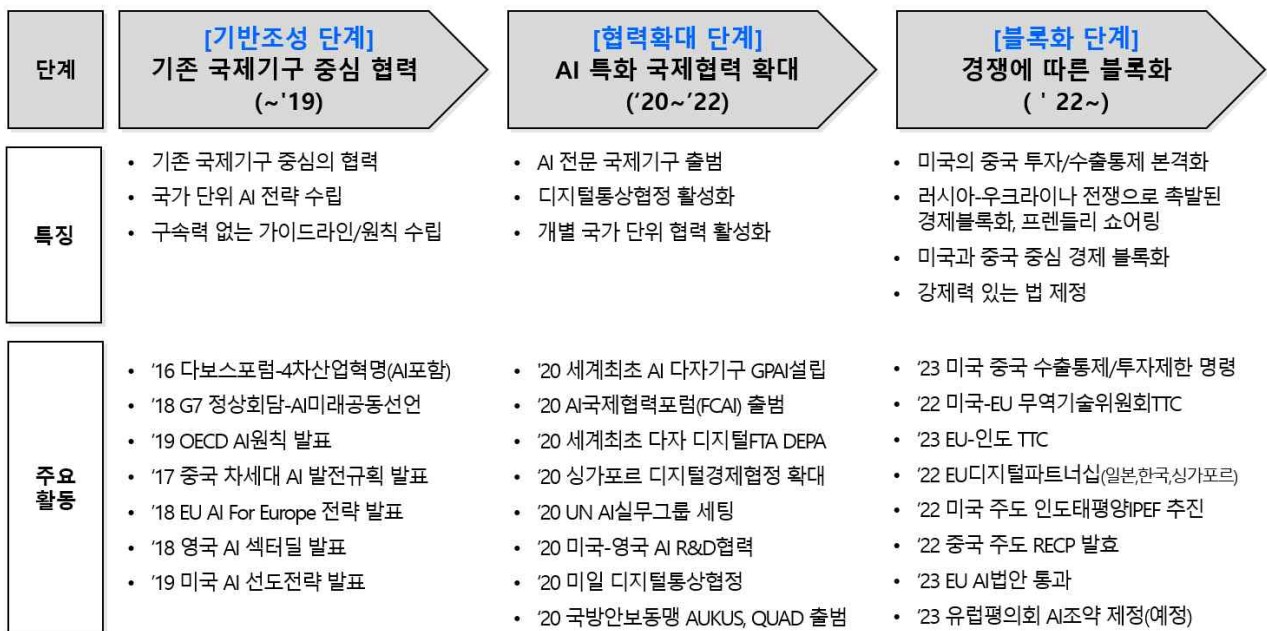 단계
[기반조성 단계]
기존 국제기구 중심 협력
(~'19)
[협력확대 단계]
AI 특화 국제협력 확대
(‘20~’22)
[블록화 단계]
경쟁에 따른 블록화
( ' 22~)
특징
• 기존 국제기구 중심의 협력
• 국가 단위 AI 전략 수립
• 구속력 없는 가이드라인/원칙 수립
• AI 전문 국제기구 출범
• 디지털통상협정 활성화
• 개별 국가 단위 협력 활성화
• 미국의 중국 투자/수출통제 본격화
• 러시아-우크라이나 전쟁으로 촉발된
경제블록화, 프렌들리 쇼어링
• 미국과 중국 중심 경제 블록화
• 강제력 있는 법 제정
주요
활동
• ’16 다보스포럼-4차산업혁명(AI포함)
• ’18 G7 정상회담-AI미래공동선언
• ’19 OECD AI원칙 발표
• ’17 중국 차세대 AI 발전규획 발표
• ’18 EU AI For Europe 전략 발표
• ’18 영국 AI 섹터딜 발표
• ’19 미국 AI 선도전략 발표
• ’20 세계최초 AI 다자기구 GPAI설립
• ’20 AI국제협력포럼(FCAI) 출범
• ’20 세계최초 다자 디지털FTA DEPA
• ’20 싱가포르 디지털경제협정 확대
• ’20 UN AI실무그룹 세팅
• ’20 미국-영국 AI R&D협력
• ’20 미일 디지털통상협정
• ’20 국방안보동맹 AUKUS, QUAD 출범
• ’23 미국 중국 수출통제/투자제한 명령
• ’22 미국-EU 무역기술위원회TTC
• ’23 EU-인도 TTC
• ’22 EU디지털파트너십(일본,한국,싱가포르)
• ’22 미국 주도 인도태평양IPEF 추진
• ’22 중국 주도 RECP 발효
• ’23 EU AI법안 통과
• ’23 유럽평의회 AI조약 제정(예정)